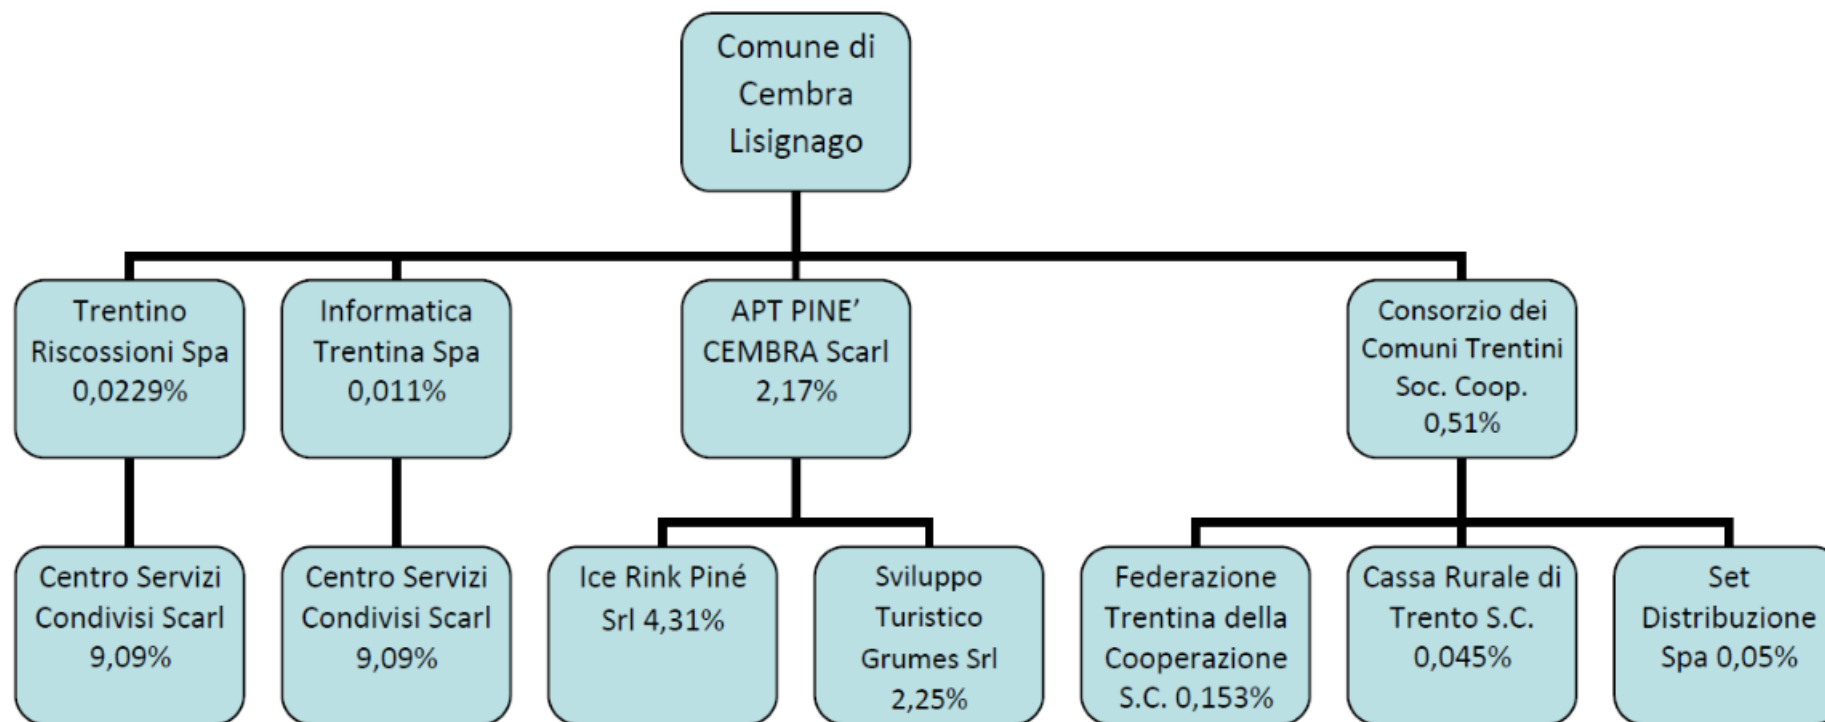 Comune di
Cembra
Lisignago
Trentino
Riscossioni Spa
0,0229%
Informatica
Trentina Spa
0,011%
APT PINE’
CEMBRA Scarl
2,17%
Consorzio dei
Comuni Trentini
Soc. Coop.
0,51%
Centro Servizi
Condivisi Scarl
9,09%
Centro Servizi
Condivisi Scarl
9,09%
Ice Rink Piné
Srl 4,31%
Sviluppo
Turistico
Grumes Srl
2,25%
Federazione
Trentina della
Cooperazione
S.C. 0,153%
Cassa Rurale di
Trento S.C.
0,045%
Set
Distribuzione
Spa 0,05%